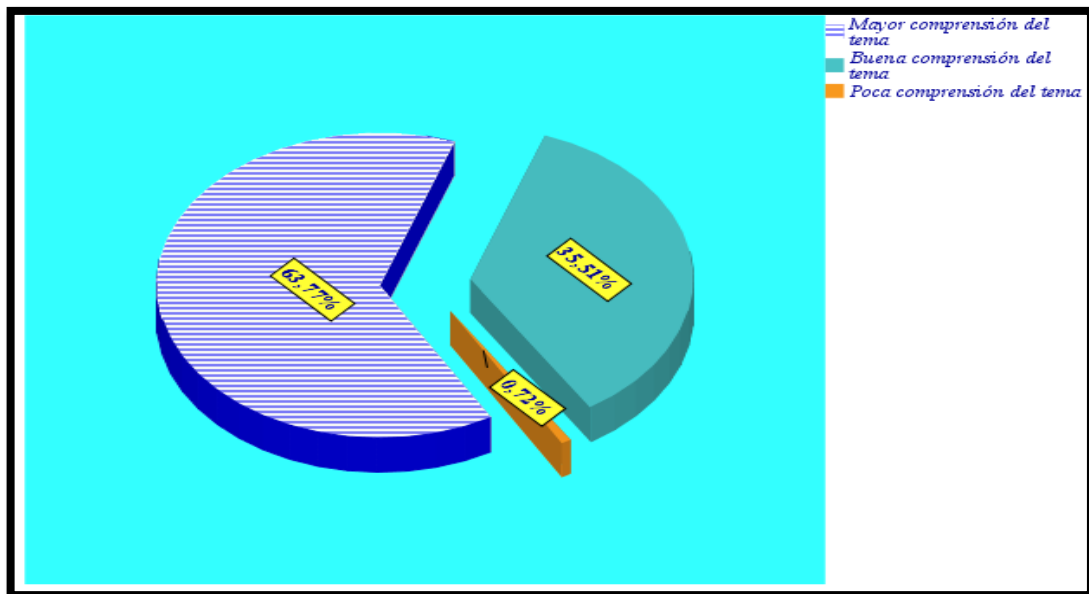 Mayor comprensión del
tema
Buena comprensión del
tema
Poca comprensión del tema
35,51%
63,77%
0,72%